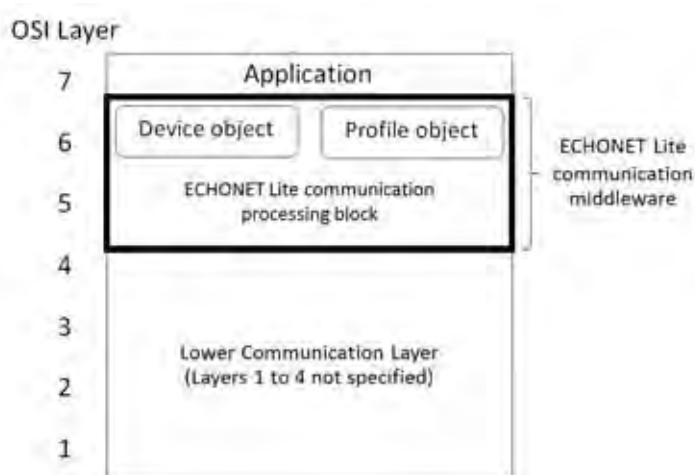 OSI Layer
7
Application
6
Device object
Profile object
ECHONET Lite
communication
middleware
5
ECHONET Lite communication
processing block
4
3
Lower Communication Layer
(Layers 1 to 4 not specified)
2
1